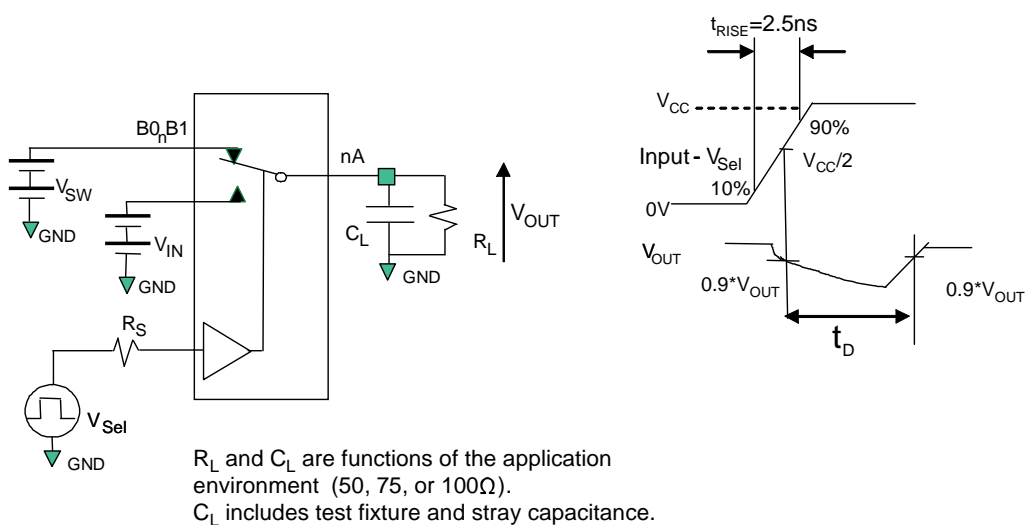 B0nB1
nA
VSW
GND
VIN
GND
CL
RL
VOUT
GND
RS
VSel
GND
RL and CL are functions of the application
environment (50, 75, or 100Ω).
CL includes test fixture and stray capacitance.
tRISE=2.5ns
VCC
90%
Input - VSel
VCC/2
10%
0V
VOUT
0.9*VOUT
0.9*VOUT
tD